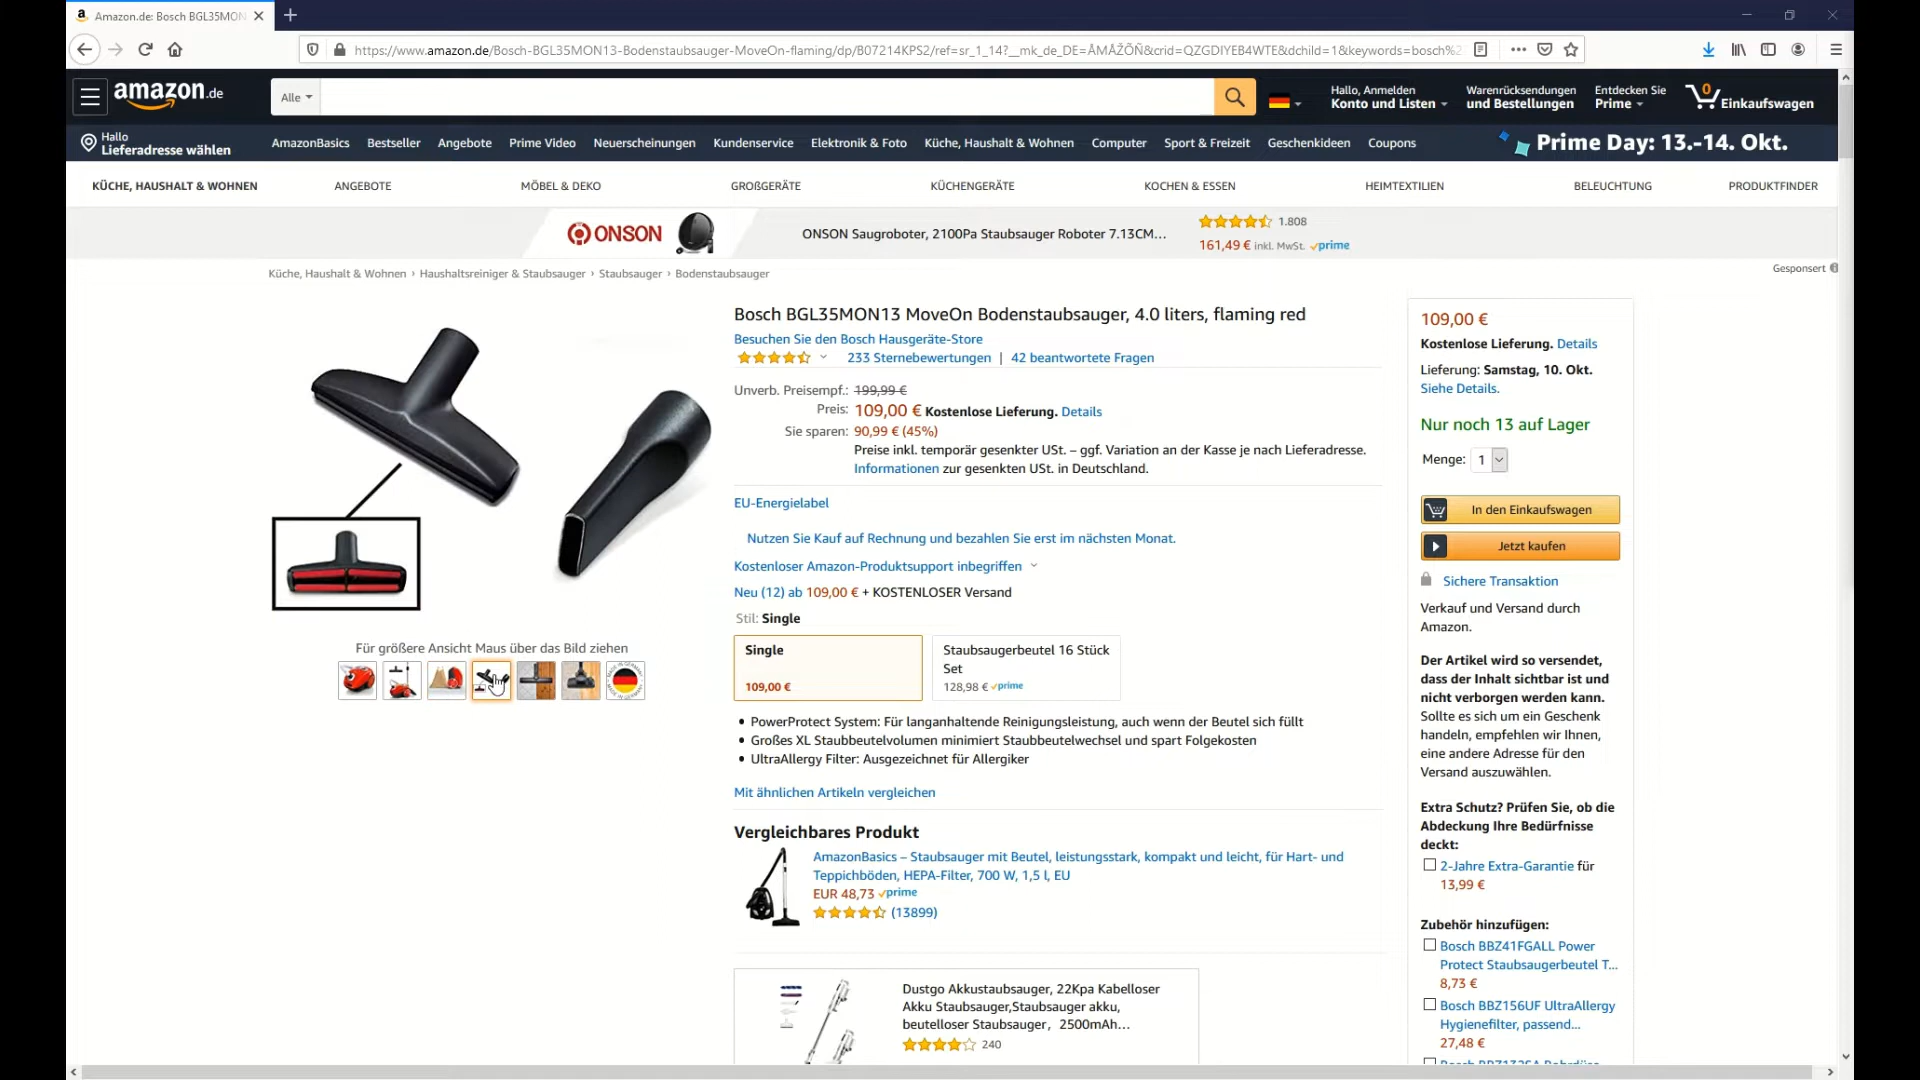 Amazon.de: Bosch BGL35MON
https://www.amazon.de/Bosch-BGL35MON13-Bodenstaubsauger-MoveOn-flaming/dp/B07214KPS2/ref=sr_1_14?__mk_de_DE=ÅMÅŽÕÑ&crid=QZGDIYEB4WTE&dchild=1&keywords=bosch%2
amazon.de
Alle
Hallo, Anmelden
Konto und Listen
Warenrücksendungen
und Bestellungen
Entdecken Sie
Prime
0
Einkaufswagen
Hallo
Lieferadresse wählen
AmazonBasics Bestseller Angebote Prime Video Neuerscheinungen Kundenservice Elektronik & Foto Küche, Haushalt & Wohnen Computer Sport & Freizeit Geschenkideen Coupons
Prime Day: 13.-14. Okt.
KÜCHE, HAUSHALT & WOHNEN ANGEBOTE MÖBEL & DEKO GROßGERÄTE KÜCHENGERÄTE KOCHEN & ESSEN HEIMTEXTILIEN BELEUCHTUNG PRODUKTFINDER
ONSON
ONSON Saugroboter, 2100Pa Staubsauger Roboter 7.13CM...
1.808
161,49 € inkl. MwSt. prime
Gesponsert
Küche, Haushalt & Wohnen › Haushaltsreiniger & Staubsauger › Staubsauger › Bodenstaubsauger
Für größere Ansicht Maus über das Bild ziehen
Bosch BGL35MON13 MoveOn Bodenstaubsauger, 4.0 liters, flaming red
Besuchen Sie den Bosch Hausgeräte-Store
233 Sternebewertungen | 42 beantwortete Fragen
Unverb. Preisempf.: 199,99 €
Preis: 109,00 € Kostenlose Lieferung. Details
Sie sparen: 90,99 € (45%)
Preise inkl. temporär gesenkter USt. – ggf. Variation an der Kasse je nach Lieferadresse.
Informationen zur gesenkten USt. in Deutschland.
EU-Energielabel
Nutzen Sie Kauf auf Rechnung und bezahlen Sie erst im nächsten Monat.
Kostenloser Amazon-Produktsupport inbegriffen
Neu (12) ab 109,00 € + KOSTENLOSER Versand
Stil: Single
Single
109,00 €
Staubsaugerbeutel 16 Stück
Set
128,98 € prime
• PowerProtect System: Für langanhaltende Reinigungsleistung, auch wenn der Beutel sich füllt
• Großes XL Staubbeutelvolumen minimiert Staubbeutelwechsel und spart Folgekosten
• UltraAllergy Filter: Ausgezeichnet für Allergiker
Mit ähnlichen Artikeln vergleichen
Vergleichbares Produkt
AmazonBasics – Staubsauger mit Beutel, leistungsstark, kompakt und leicht, für Hart- und
Teppichböden, HEPA-Filter, 700 W, 1,5 l, EU
EUR 48,73 prime
(13899)
Dustgo Akkustaubsauger, 22Kpa Kabelloser
Akku Staubsauger,Staubsauger akku,
beutelloser Staubsauger, 2500mAh...
240
109,00 €
Kostenlose Lieferung. Details
Lieferung: Samstag, 10. Okt.
Siehe Details.
Nur noch 13 auf Lager
Menge: 1
In den Einkaufswagen
Jetzt kaufen
Sichere Transaktion
Verkauf und Versand durch
Amazon.
Der Artikel wird so versendet,
dass der Inhalt sichtbar ist und
nicht verborgen werden kann.
Sollte es sich um ein Geschenk
handeln, empfehlen wir Ihnen,
eine andere Adresse für den
Versand auszuwählen.
Extra Schutz? Prüfen Sie, ob die
Abdeckung Ihre Bedürfnisse
deckt:
2-Jahre Extra-Garantie für
13,99 €
Zubehör hinzufügen:
Bosch BBZ41FGALL Power
Protect Staubsaugerbeutel T...
8,73 €
Bosch BBZ156UF UltraAllergy
Hygienefilter, passend...
27,48 €